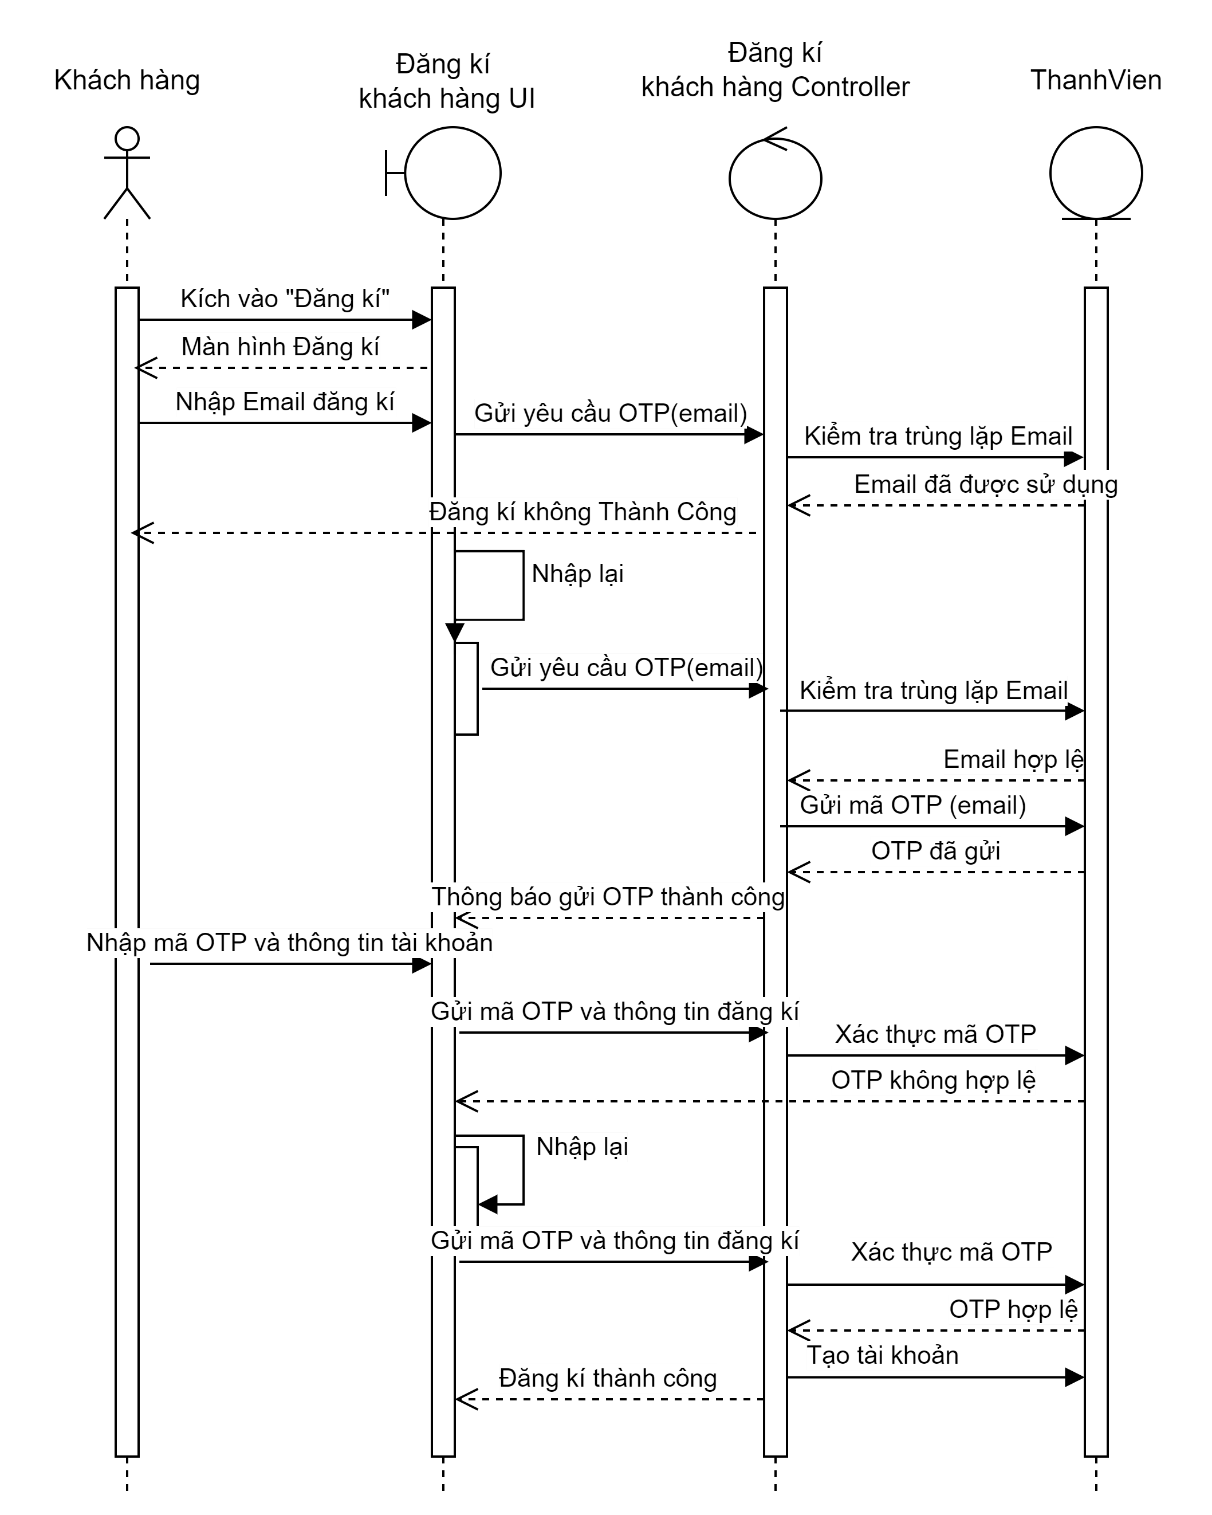 Khách hàng
Đăng kí
khách hàng UI
Đăng kí
khách hàng Controller
ThanhVien
Kích vào "Đăng kí"
Màn hình Đăng kí
Nhập Email đăng kí
Gửi yêu cầu OTP(email)
Kiểm tra trùng lặp Email
Email đã được sử dụng
Đăng kí không Thành Công
Nhập lại
Gửi yêu cầu OTP(email)
Kiểm tra trùng lặp Email
Email hợp lệ
Gửi mã OTP (email)
OTP đã gửi
Thông báo gửi OTP thành công
Nhập mã OTP và thông tin tài khoản
Gửi mã OTP và thông tin đăng kí
Xác thực mã OTP
OTP không hợp lệ
Nhập lại
Gửi mã OTP và thông tin đăng kí
Xác thực mã OTP
OTP hợp lệ
Tạo tài khoản
Đăng kí thành công